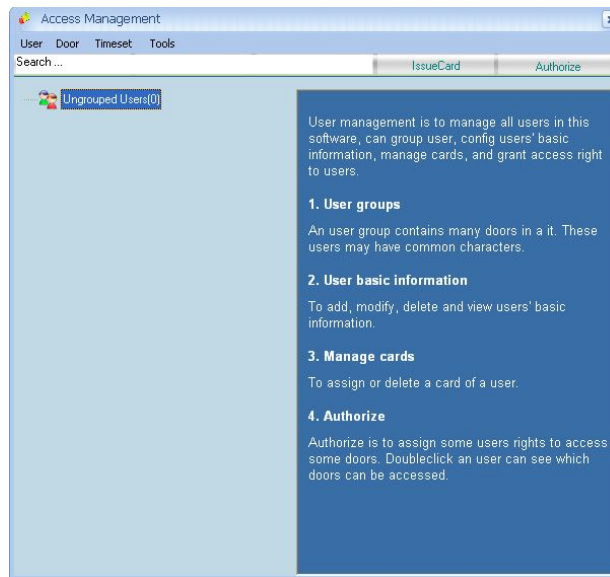 Access Management
User Door Timeset Tools
Search ...
IssueCard Authorize
Ungrouped Users(0)
User management is to manage all users in this
software, can group user, config users' basic
information, manage cards, and grant access right
to users.
1. User groups
An user group contains many doors in a it. These
users may have common characters.
2. User basic information
To add, modify, delete and view users' basic
information.
3. Manage cards
To assign or delete a card of a user.
4. Authorize
Authorize is to assign some users rights to access
some doors. Doubleclick an user can see which
doors can be accessed.